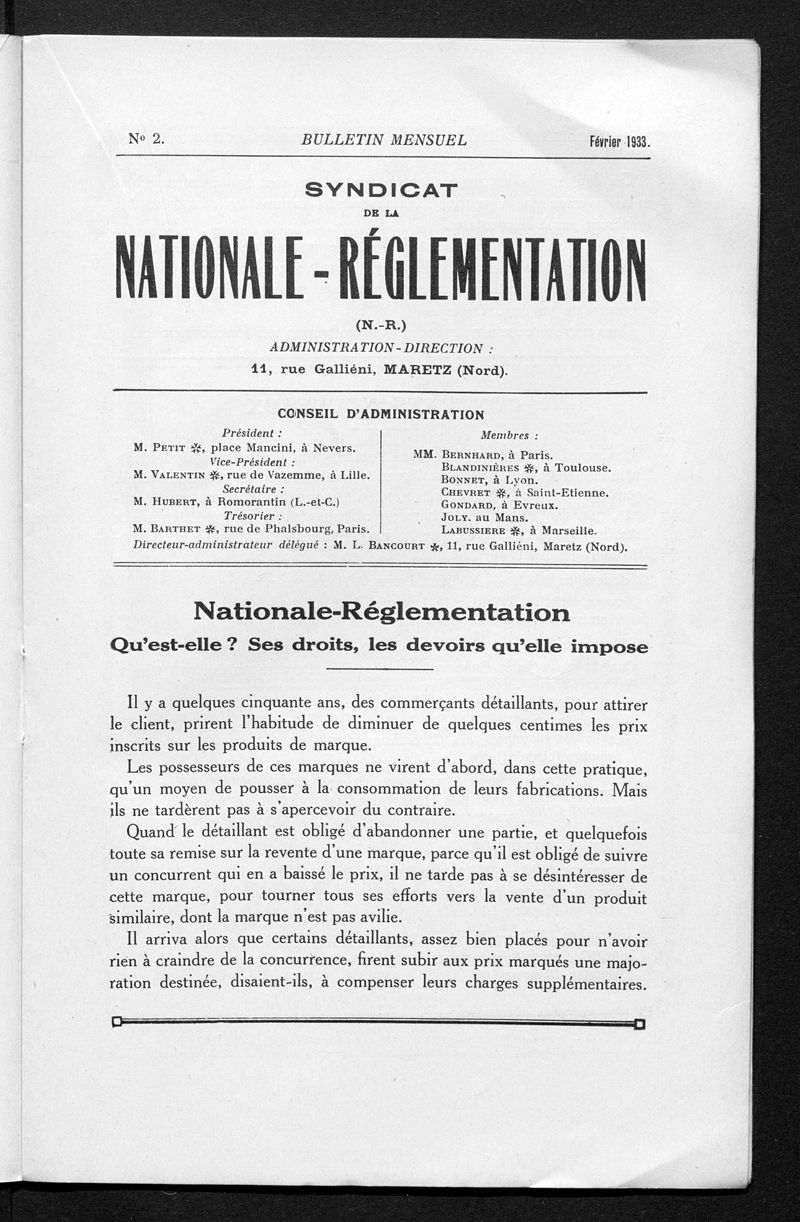 Nº 2. BULLETIN MENSUEL Février 1933.
SYNDICAT
DE LA
NATIONALE-RÉGLEMENTATION
(N.-R.)
ADMINISTRATION-DIRECTION :
11, rue Galliéni, MARETZ (Nord).
CONSEIL D'ADMINISTRATION
Président :
M. PETIT ✻, place Mancini, à Nevers.
Vice-Président :
M. VALENTIN ✻, rue de Vazemme, à Lille.
Secrétaire :
M. HUBERT, à Romorantin (L.-et-C.)
Trésorier :
M. BARTHET ✻, rue de Phalsbourg, Paris.
Membres :
MM. BERNHARD, à Paris.
BLANDINIÈRES ✻, à Toulouse.
BONNET, à Lyon.
CHEVRET ✻, à Saint-Etienne.
GONDARD, à Evreux.
JOLY. au Mans.
LABUSSIERE ✻, à Marseille.
Directeur-administrateur délégué : M. L. BANCOURT ✻, 11, rue Galliéni, Maretz (Nord).
Nationale-Réglementation
Qu'est-elle ? Ses droits, les devoirs qu'elle impose
Il y a quelques cinquante ans, des commerçants détaillants, pour attirer
le client, prirent l'habitude de diminuer de quelques centimes les prix
inscrits sur les produits de marque.
Les possesseurs de ces marques ne virent d'abord, dans cette pratique,
qu'un moyen de pousser à la consommation de leurs fabrications. Mais
ils ne tardèrent pas à s'apercevoir du contraire.
Quand le détaillant est obligé d'abandonner une partie, et quelquefois
toute sa remise sur la revente d'une marque, parce qu'il est obligé de suivre
un concurrent qui en a baissé le prix, il ne tarde pas à se désintéresser de
cette marque, pour tourner tous ses efforts vers la vente d'un produit
similaire, dont la marque n'est pas avilie.
Il arriva alors que certains détaillants, assez bien placés pour n'avoir
rien à craindre de la concurrence, firent subir aux prix marqués une majo-
ration destinée, disaient-ils, à compenser leurs charges supplémentaires.